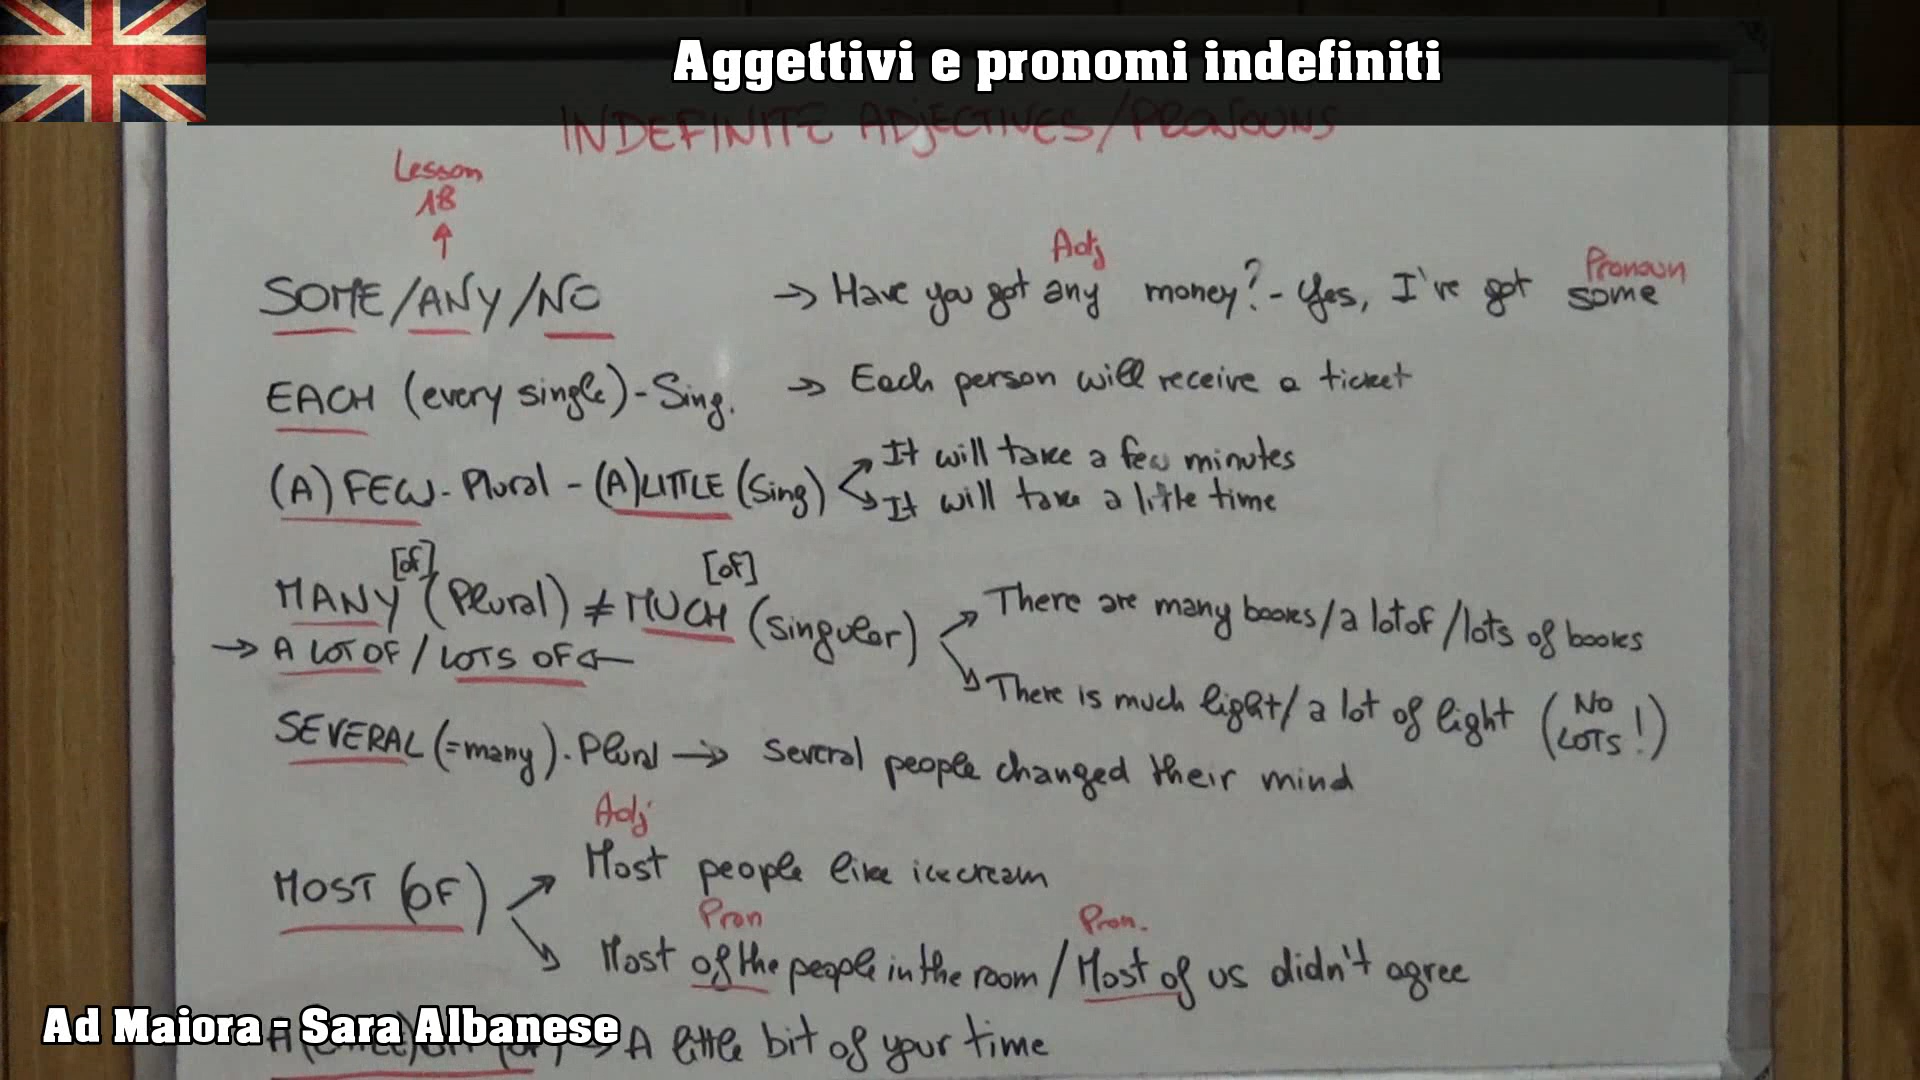 Aggettivi e pronomi indefiniti
INDEFINITE ADJECTIVES/PRONOUNS
Lesson
18
Adj
Pronoun
SOME/ANY/NO → Have you got any money? - Yes, I've got some
EACH (every single) - Sing. → Each person will receive a ticket
(A) FEW - Plural - (A) LITTLE (Sing)
It will take a few minutes
It will take a little time
[of] [of]
MANY (Plural) ≠ MUCH (singular)
There are many books/a lot of/lots of books
→ A LOT OF / LOTS OF ←
There is much light/a lot of light (NO LOTS!)
SEVERAL (=many). Plural → Several people changed their mind
Adj
MOST (OF)
Most people like icecream
Pron Pron.
Most of the people in the room / Most of us didn't agree
Ad Maiora - Sara Albanese
→ A little bit of your time